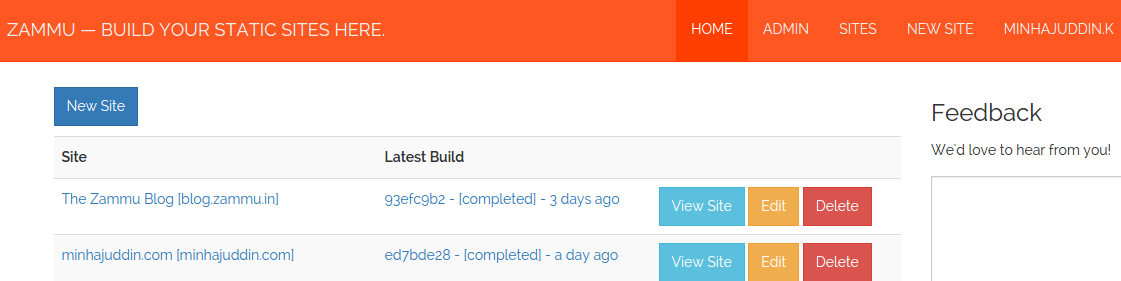 ZAMMU — BUILD YOUR STATIC SITES HERE. HOME ADMIN SITES NEW SITE MINHAJUDDIN.K
New Site
Site Latest Build
The Zammu Blog [blog.zammu.in] 93efc9b2 - [completed] - 3 days ago View Site Edit Delete
minhajuddin.com [minhajuddin.com] ed7bde28 - [completed] - a day ago View Site Edit Delete
Feedback
We'd love to hear from you!